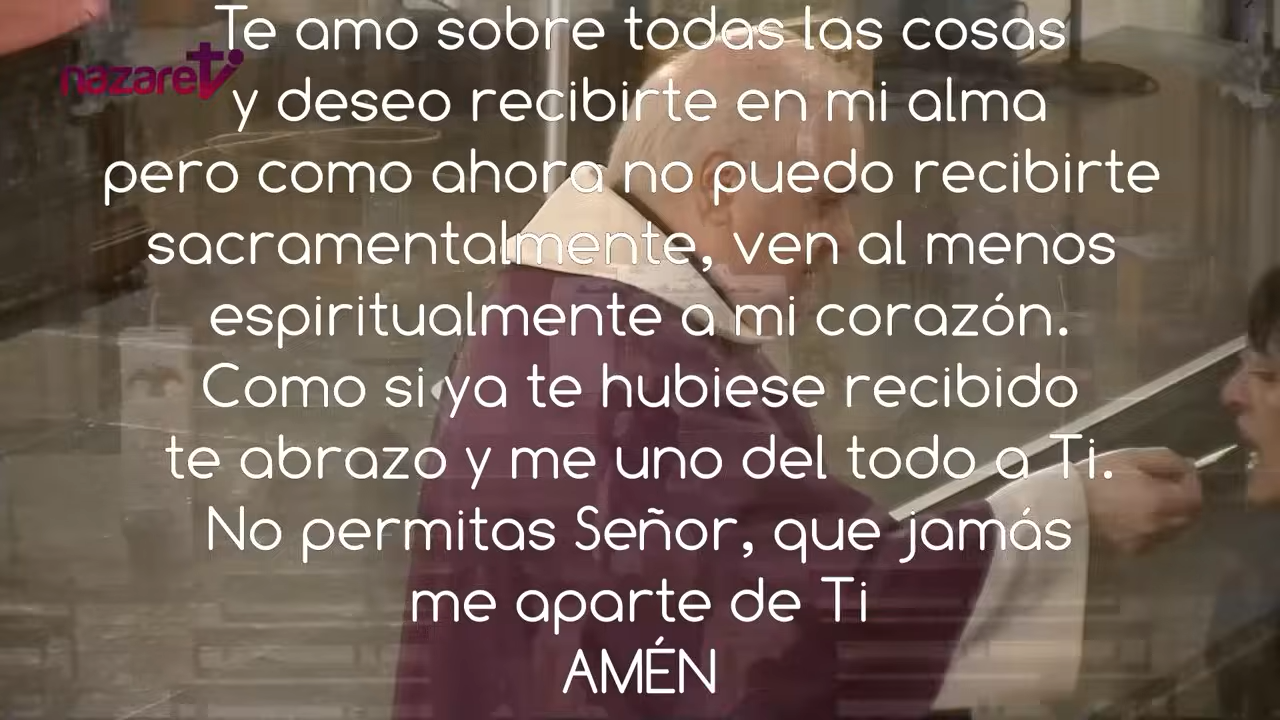 Te amo sobre todas las cosas
nazaretv
y deseo recibirte en mi alma
pero como ahora no puedo recibirte
sacramentalmente, ven al menos
espiritualmente a mi corazón.
Como si ya te hubiese recibido
te abrazo y me uno del todo a Ti.
No permitas Señor, que jamás
me aparte de Ti
AMÉN